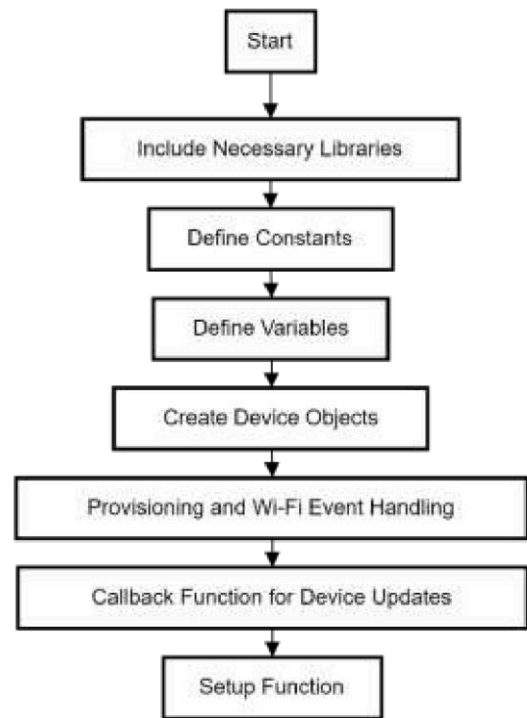 Start
Include Necessary Libraries
Define Constants
Define Variables
Create Device Objects
Provisioning and Wi-Fi Event Handling
Callback Function for Device Updates
Setup Function